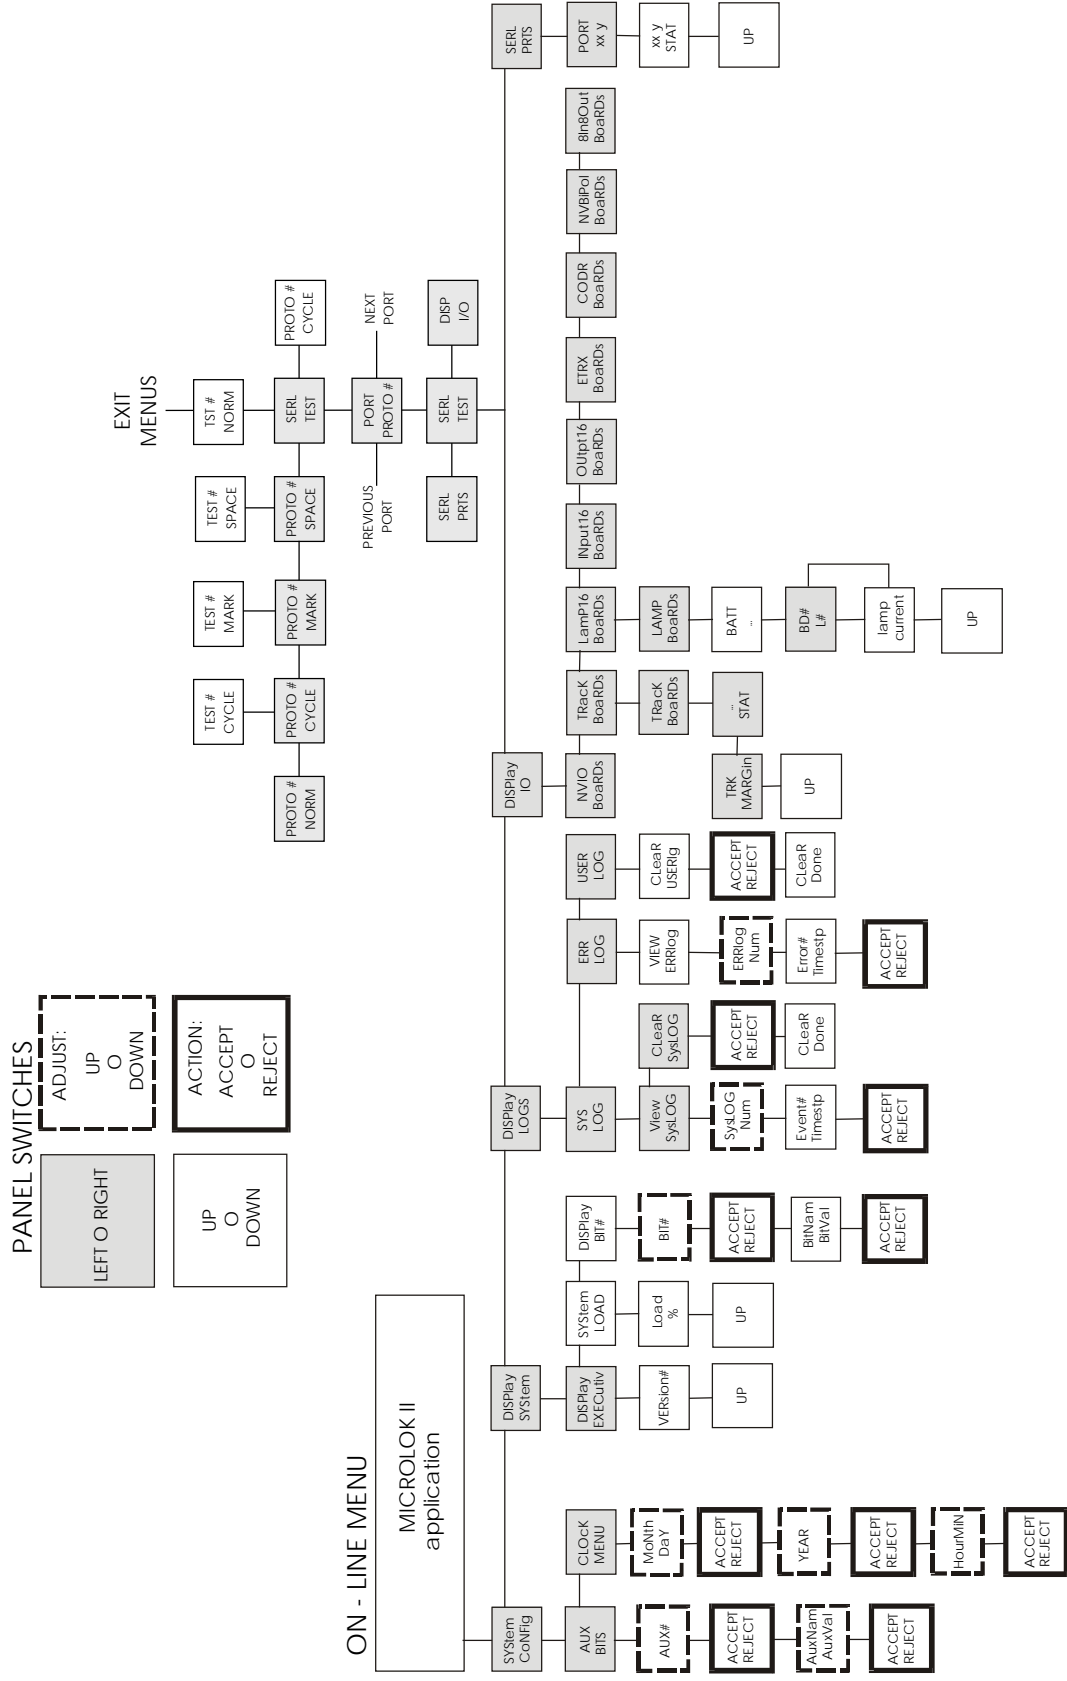 PANEL SWITCHES
LEFT O RIGHT
UP
O
DOWN
ADJUST:
UP
O
DOWN
ACTION:
ACCEPT
O
REJECT
ON - LINE MENU
MICROLOK II
application
EXIT
MENUS
TST #
NORM
TEST #
SPACE
TEST #
MARK
TEST #
CYCLE
PROTO #
NORM
PROTO #
CYCLE
PROTO #
MARK
PROTO #
SPACE
SERL
TEST
PROTO #
CYCLE
PREVIOUS
PORT
PORT
PROTO #
NEXT
PORT
SERL
PRTS
SERL
TEST
DISP
I/O
SYStem
CoNFig
AUX
BITS
AUX#
ACCEPT
REJECT
AuxNam
AuxVal
ACCEPT
REJECT
CLOcK
MENU
MoNth
DaY
ACCEPT
REJECT
YEAR
ACCEPT
REJECT
HourMiN
ACCEPT
REJECT
DISPlay
SYStem
DISPlay
EXECutiv
VERsion#
UP
SYStem
LOAD
Load
%
UP
DISPlay
BIT#
BIT#
ACCEPT
REJECT
BitNam
BitVal
ACCEPT
REJECT
DISPlay
LOGS
SYS
LOG
View
SysLOG
SysLOG
Num
Event#
Timestp
ACCEPT
REJECT
CLeaR
SysLOG
ACCEPT
REJECT
CLeaR
Done
ERR
LOG
VIEW
ERRlog
ERRlog
Num
Error#
Timestp
ACCEPT
REJECT
USER
LOG
CLeaR
USERlg
ACCEPT
REJECT
CLeaR
Done
DISPlay
IO
NVIO
BoaRDs
TRacK
BoaRDs
TRacK
BoaRDs
...
STAT
TRK
MARGin
UP
LamP16
BoaRDs
LAMP
BoaRDs
BATT
...
BD#
L#
lamp
current
UP
INput16
BoaRDs
OUtpt16
BoaRDs
ETRX
BoaRDs
CODR
BoaRDs
NVBiPol
BoaRDs
8In8Out
BoaRDs
SERL
PRTS
PORT
xx y
xx y
STAT
UP